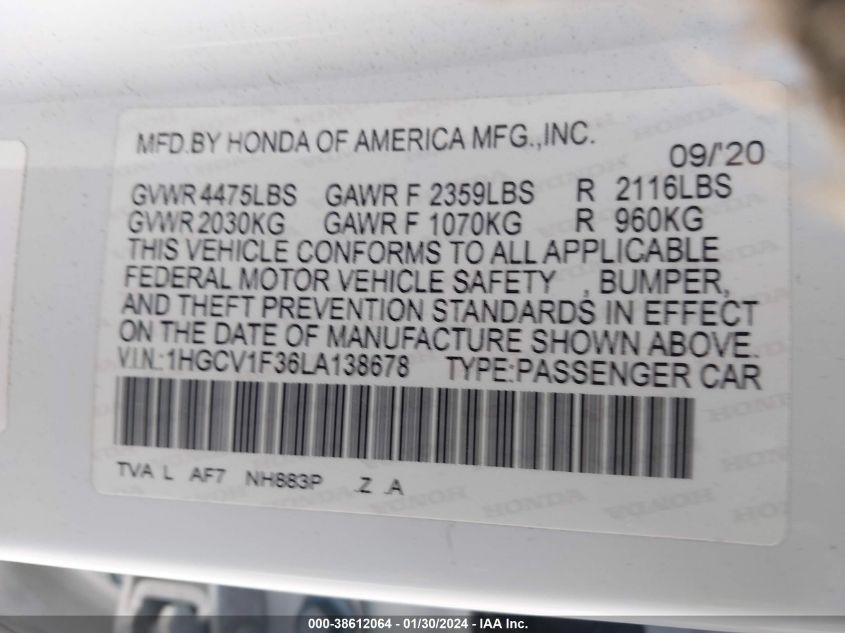 MFD.BY HONDA OF AMERICA MFG.,INC. 09/'20
GVWR 4475LBS GAWR F 2359LBS R 2116LBS
GVWR 2030KG GAWR F 1070KG R 960KG
THIS VEHICLE CONFORMS TO ALL APPLICABLE
FEDERAL MOTOR VEHICLE SAFETY , BUMPER,
AND THEFT PREVENTION STANDARDS IN EFFECT
ON THE DATE OF MANUFACTURE SHOWN ABOVE.
V.I.N.:1HGCV1F36LA138678 TYPE:PASSENGER CAR
TVA L AF7 NH883P .Z .A
000-38612064 - 01/30/2024 - IAAI Inc.